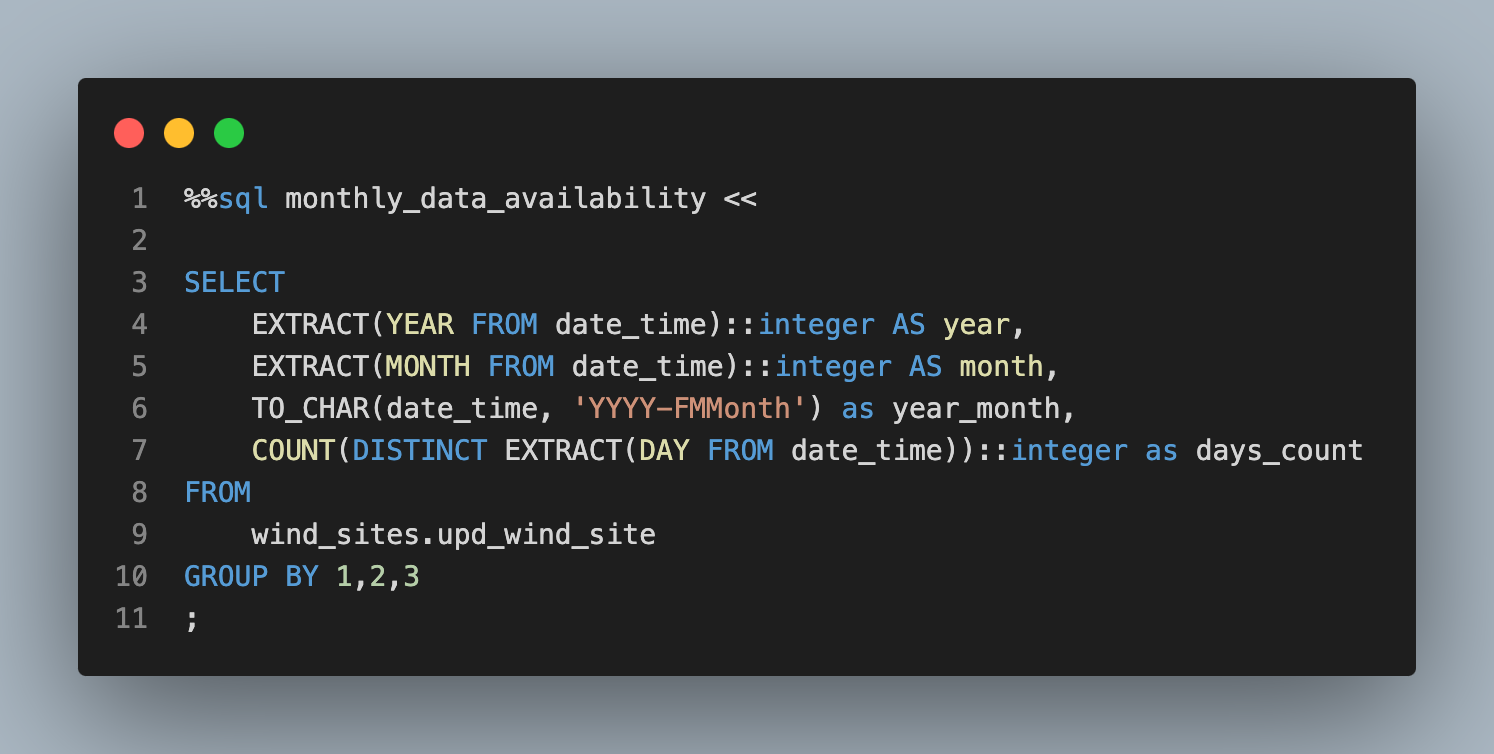 1 %%sql monthly_data_availability <<
2
3 SELECT
4     EXTRACT(YEAR FROM date_time)::integer AS year,
5     EXTRACT(MONTH FROM date_time)::integer AS month,
6     TO_CHAR(date_time, 'YYYY-FMMonth') as year_month,
7     COUNT(DISTINCT EXTRACT(DAY FROM date_time))::integer as days_count
8 FROM
9     wind_sites.upd_wind_site
10 GROUP BY 1,2,3
11 ;